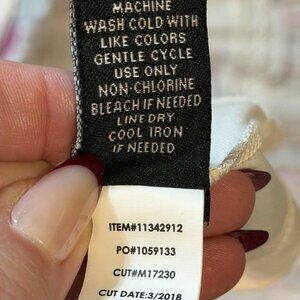 MACHINE
WASH COLD WITH
LIKE COLORS
GENTLE CYCLE
USE ONLY
NON-CHLORINE
BLEACH IF NEEDED
LINE DRY
COOL IRON
IF NEEDED
ITEM#11342912
PO#1059133
CUT#M17230
CUT DATE:3/2018